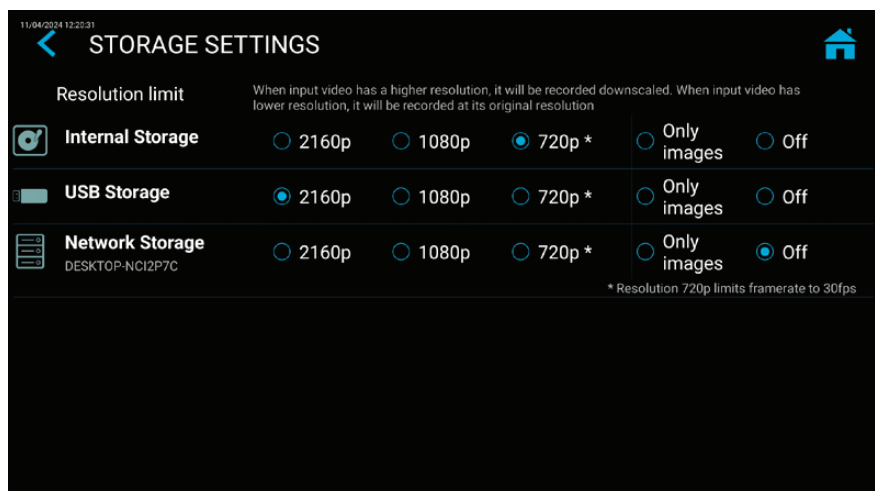 11/04/2024 12:20:31
STORAGE SETTINGS
Resolution limit
When input video has a higher resolution, it will be recorded downscaled. When input video has
lower resolution, it will be recorded at its original resolution
Internal Storage
2160p 1080p 720p * Only images Off
USB Storage
2160p 1080p 720p * Only images Off
Network Storage
DESKTOP-NCI2P7C
2160p 1080p 720p * Only images Off
* Resolution 720p limits framerate to 30fps